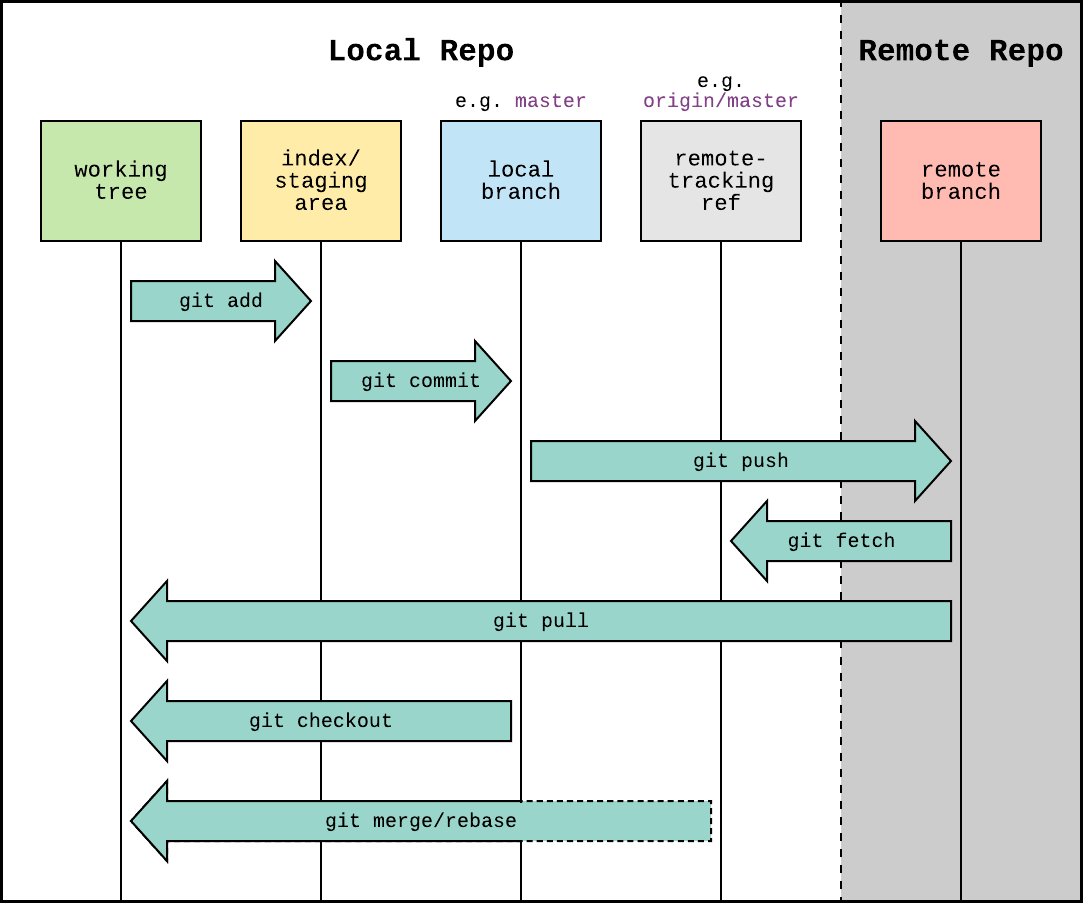 Local Repo
Remote Repo
e.g. master
e.g.
origin/master
working
tree
index/
staging
area
local
branch
remote-
tracking
ref
remote
branch
git add
git commit
git push
git fetch
git pull
git checkout
git merge/rebase